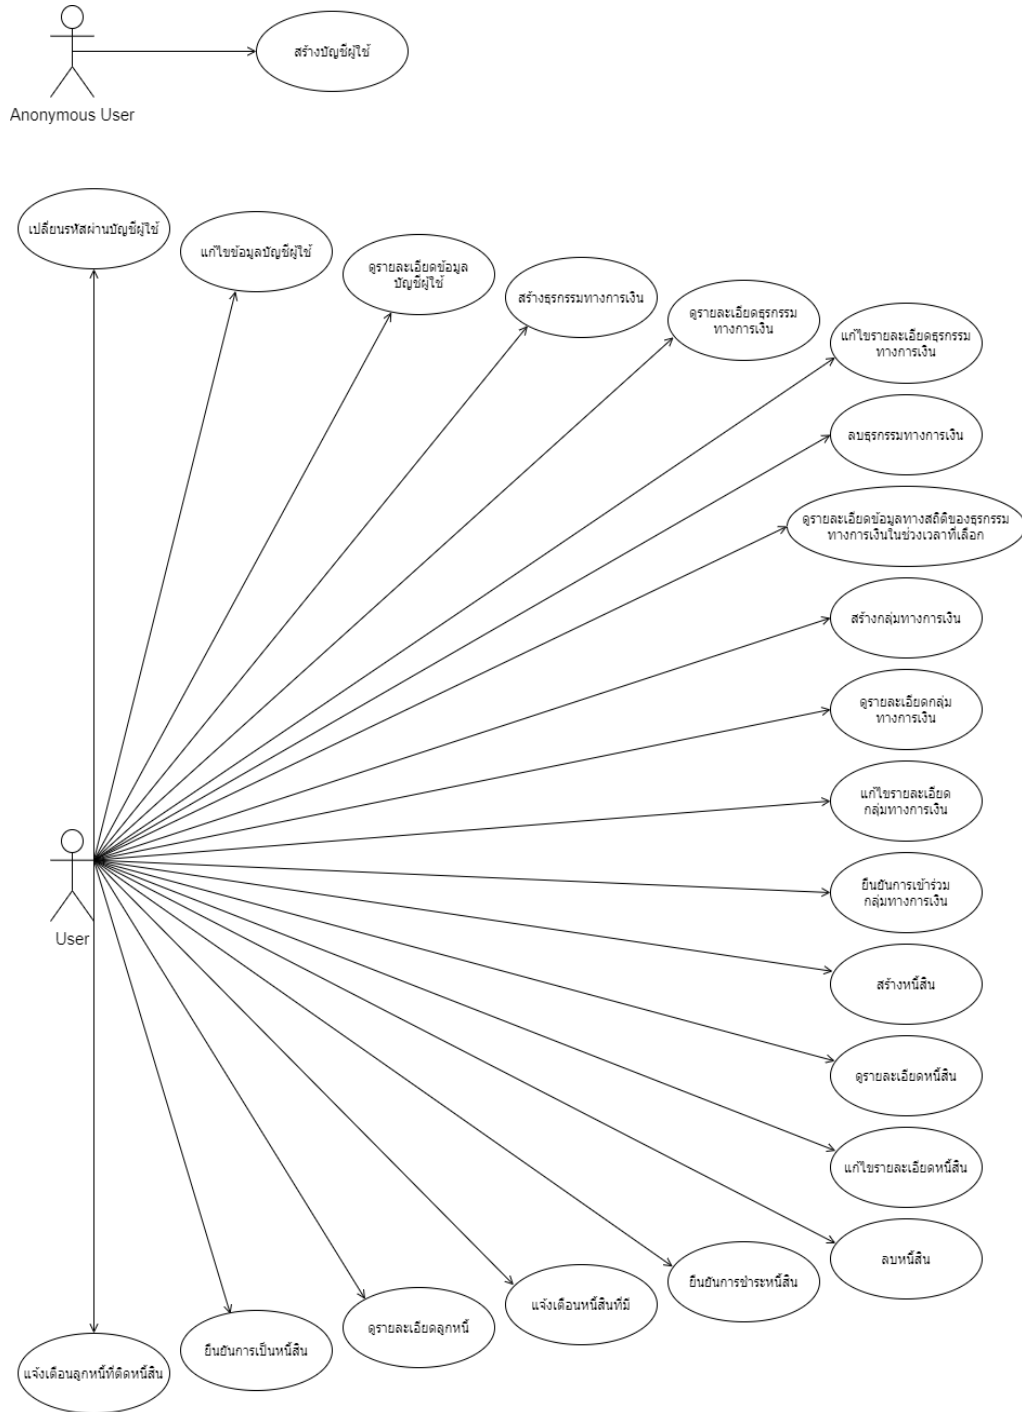 สร้างบัญชีผู้ใช้
Anonymous User
เปลี่ยนรหัสผ่านบัญชีผู้ใช้
แก้ไขข้อมูลบัญชีผู้ใช้
ดูรายละเอียดข้อมูล
บัญชีผู้ใช้
สร้างธุรกรรมทางการเงิน
ดูรายละเอียดธุรกรรม
ทางการเงิน
แก้ไขรายละเอียดธุรกรรม
ทางการเงิน
ลบธุรกรรมทางการเงิน
ดูรายละเอียดข้อมูลทางสถิติของธุรกรรม
ทางการเงินในช่วงเวลาที่เลือก
สร้างกลุ่มทางการเงิน
ดูรายละเอียดกลุ่ม
ทางการเงิน
แก้ไขรายละเอียด
กลุ่มทางการเงิน
ยืนยันการเข้าร่วม
กลุ่มทางการเงิน
User
สร้างหนี้สิน
ดูรายละเอียดหนี้สิน
แก้ไขรายละเอียดหนี้สิน
ลบหนี้สิน
ยืนยันการชำระหนี้สิน
แจ้งเตือนหนี้สินที่มี
ดูรายละเอียดลูกหนี้
ยืนยันการเป็นหนี้สิน
แจ้งเตือนลูกหนี้ที่ติดหนี้สิน